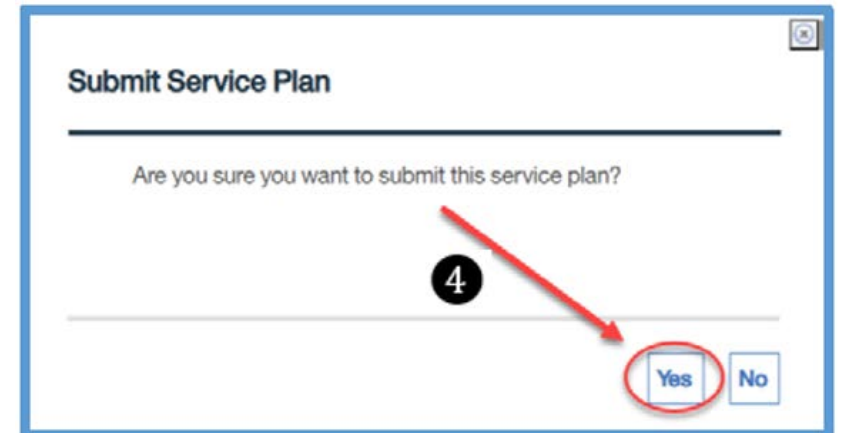 Submit Service Plan
Are you sure you want to submit this service plan?
4
Yes No